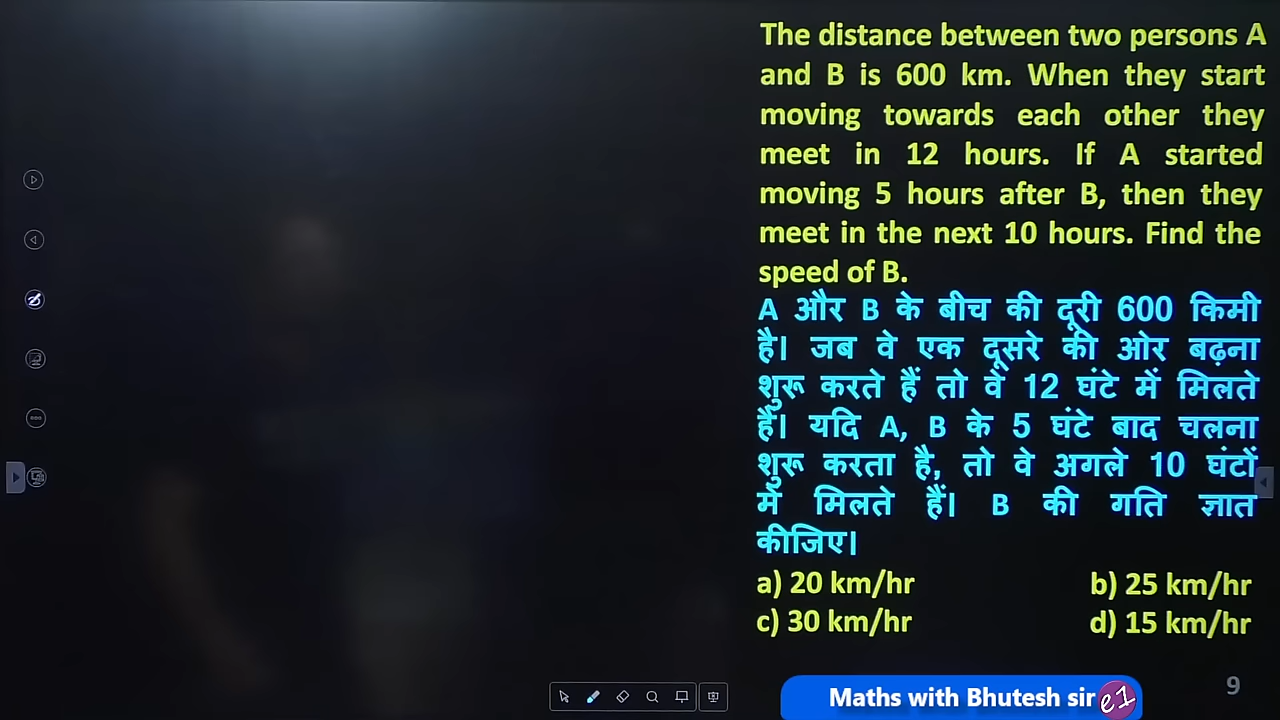 The distance between two persons A
and B is 600 km. When they start
moving towards each other they
meet in 12 hours. If A started
moving 5 hours after B, then they
meet in the next 10 hours. Find the
speed of B.
A और B के बीच की दूरी 600 किमी
है। जब वे एक दूसरे की ओर बढ़ना
शुरू करते हैं तो वे 12 घंटे में मिलते
हैं। यदि A, B के 5 घंटे बाद चलना
शुरू करता है, तो वे अगले 10 घंटों
में मिलते हैं। B की गति ज्ञात
कीजिए।
a) 20 km/hr b) 25 km/hr
c) 30 km/hr d) 15 km/hr
Maths with Bhutesh sir e1
9